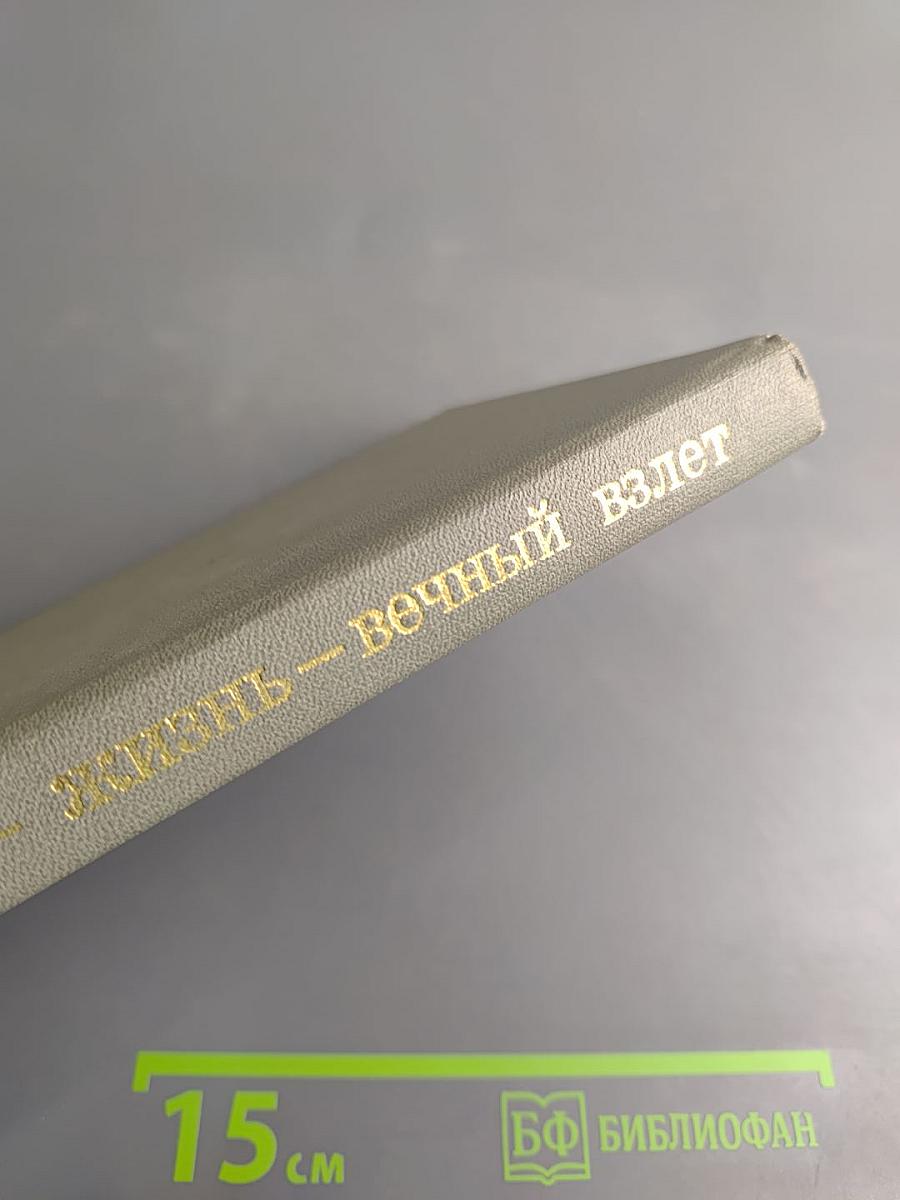 — жизнь — вечный взлет
15 см
БФ БИБЛИОФАН